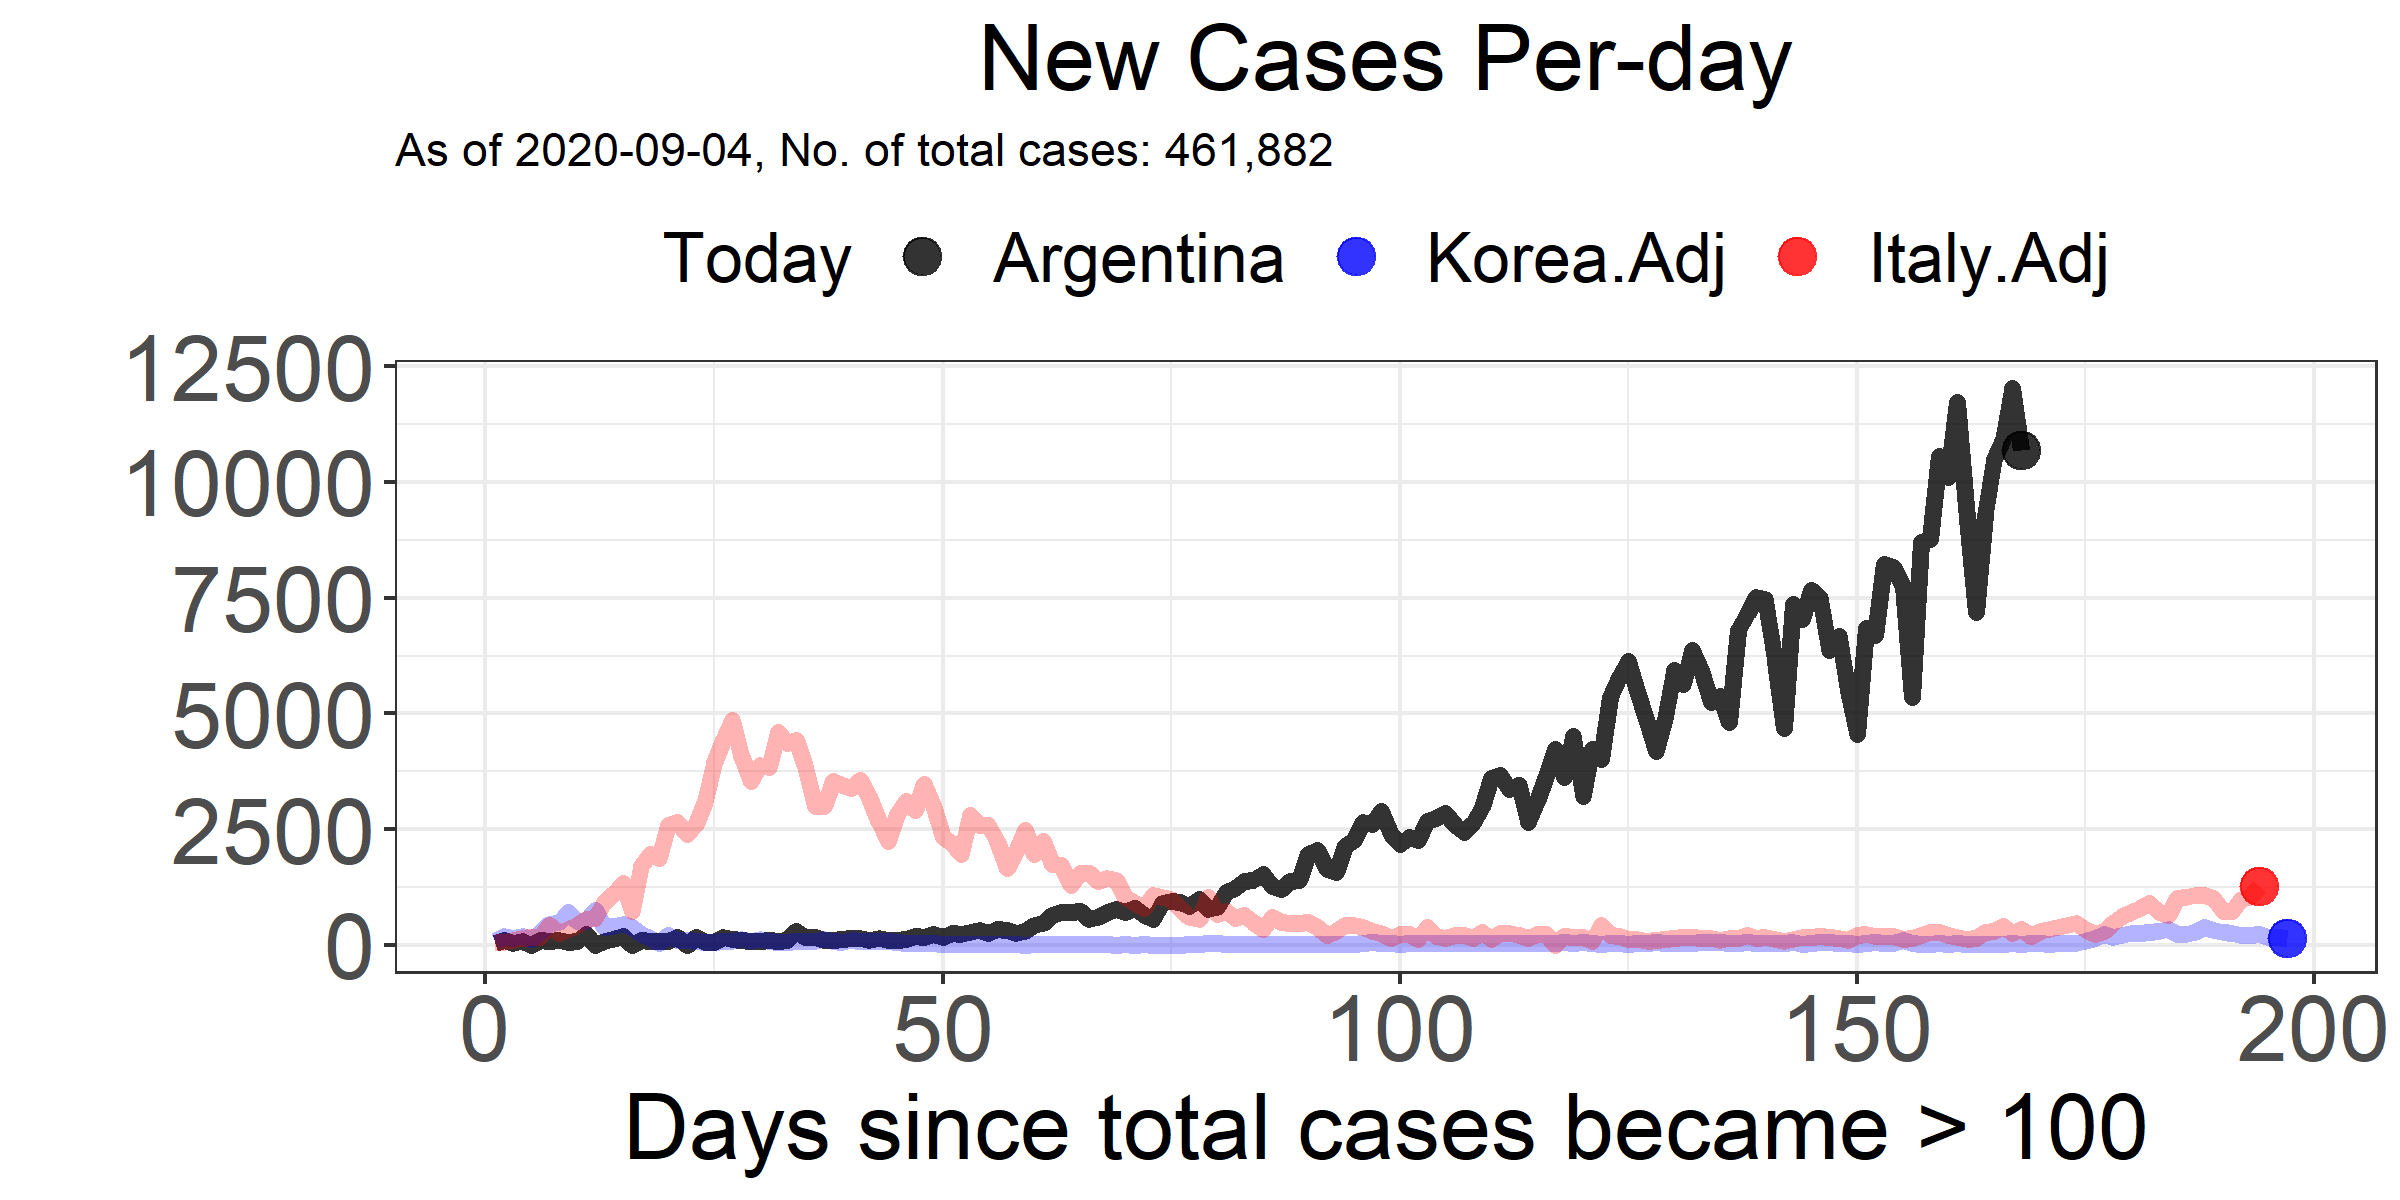 New Cases Per-day
As of 2020-09-04, No. of total cases: 461,882
Today Argentina Korea.Adj Italy.Adj
12500
10000
7500
5000
2500
0
0 50 100 150 200
Days since total cases became > 100